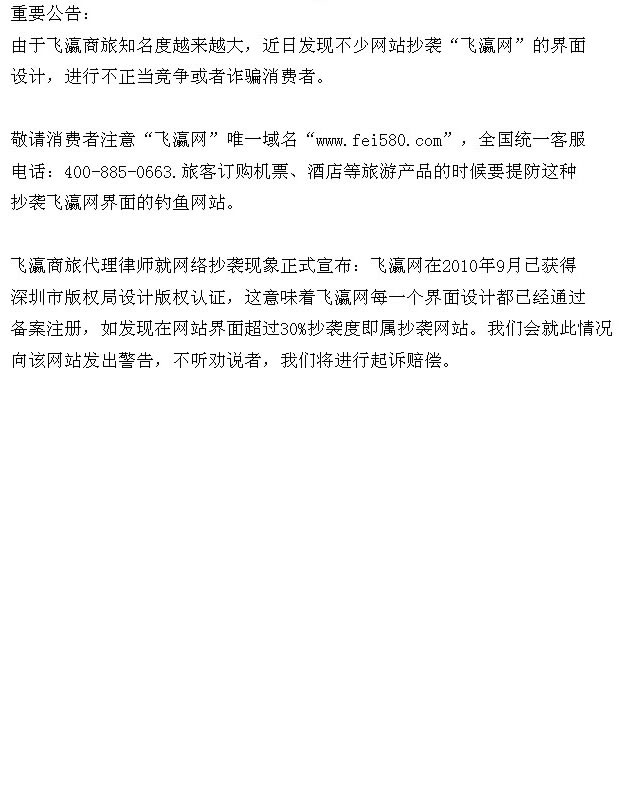 重要公告：
由于飞瀛商旅知名度越来越大，近日发现不少网站抄袭“飞瀛网”的界面
设计，进行不正当竞争或者诈骗消费者。
敬请消费者注意“飞瀛网”唯一域名“www.fei580.com”，全国统一客服
电话：400-885-0663.旅客订购机票、酒店等旅游产品的时候要提防这种
抄袭飞瀛网界面的钓鱼网站。
飞瀛商旅代理律师就网络抄袭现象正式宣布：飞瀛网在2010年9月已获得
深圳市版权局设计版权认证，这意味着飞瀛网每一个界面设计都已经通过
备案注册，如发现在网站界面超过30%抄袭度即属抄袭网站。我们会就此情况
向该网站发出警告，不听劝说者，我们将进行起诉赔偿。